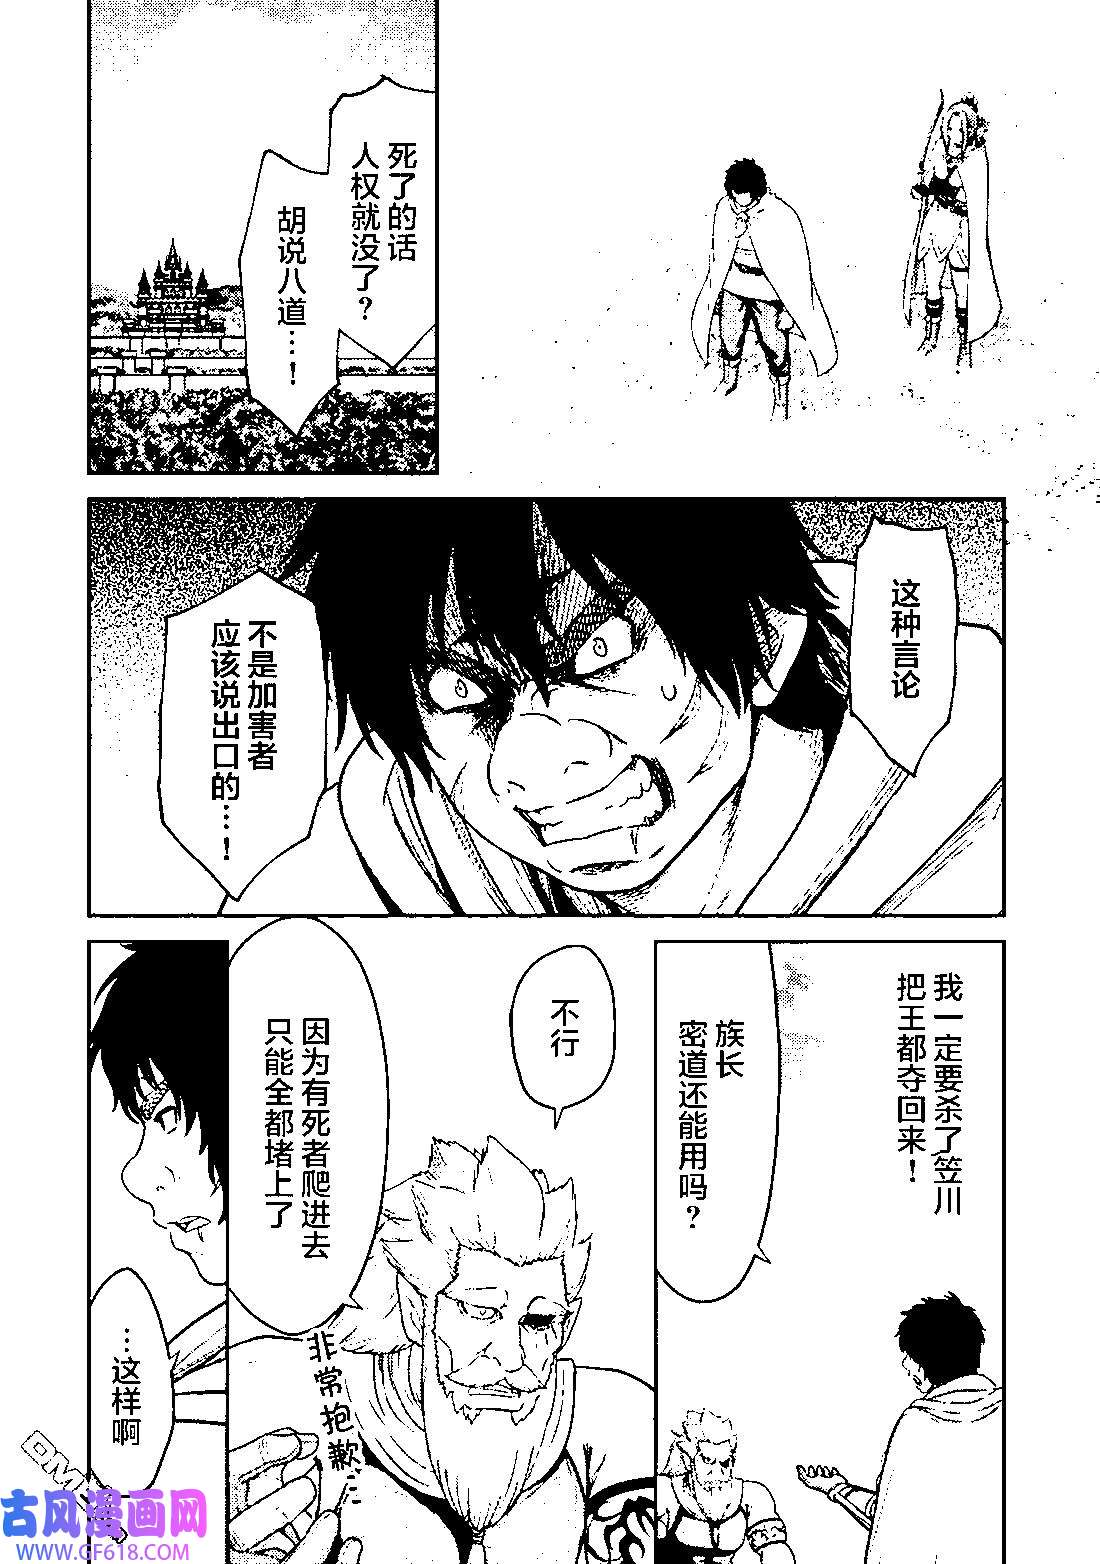 死了的话
人权就没了？
胡说八道…！
这种言论
不是加害者
应该说出口的…！
我一定要杀了笠川
把王都夺回来！
族长
密道还能用吗？
不行
因为有死者爬进去
只能全都堵上了
非常抱歉…
…这样啊
古风漫画网
WWW.GF618.COM